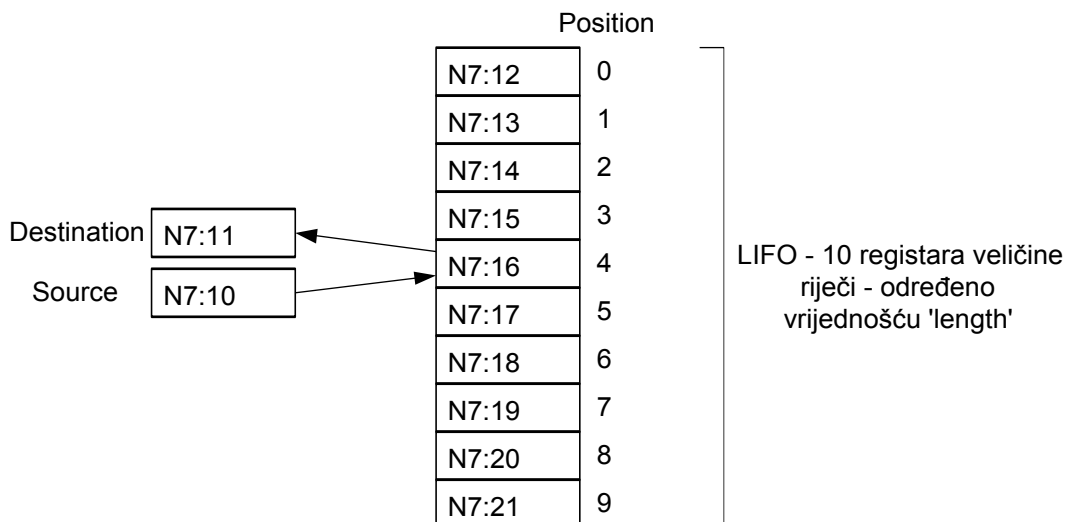 Position
N7:12 0
N7:13 1
N7:14 2
N7:15 3
Destination N7:11
N7:16 4
Source N7:10
N7:17 5
N7:18 6
N7:19 7
N7:20 8
N7:21 9
LIFO - 10 registara veličine
riječi - određeno
vrijednošću 'length'